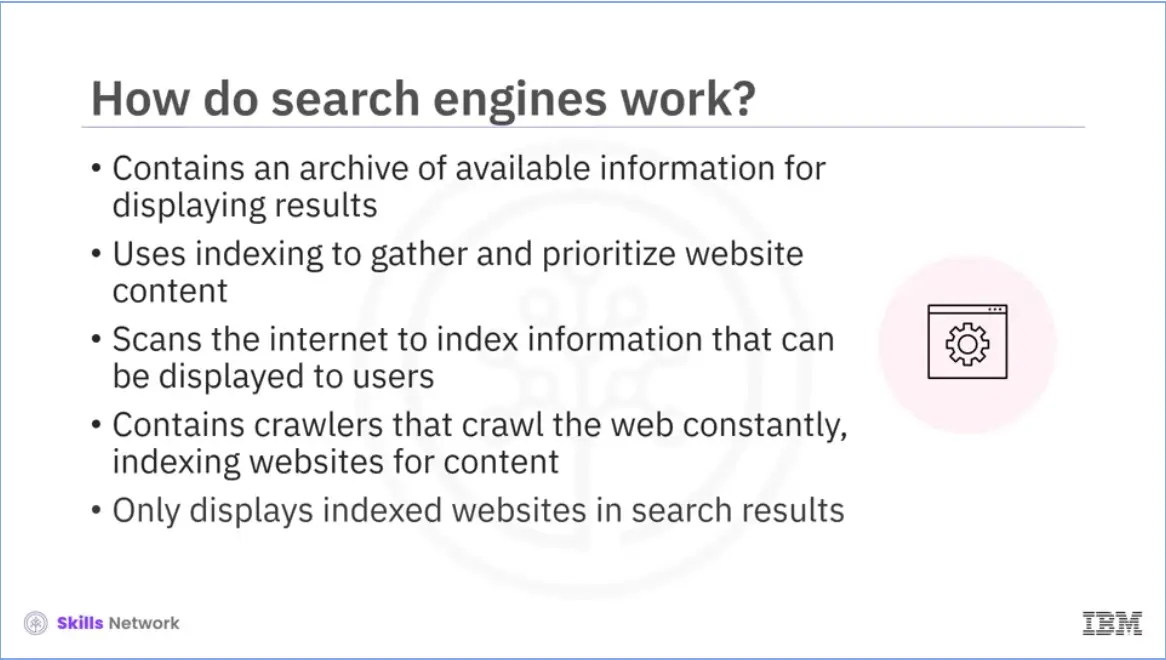 How do search engines work?
• Contains an archive of available information for
displaying results
• Uses indexing to gather and prioritize website
content
• Scans the internet to index information that can
be displayed to users
• Contains crawlers that crawl the web constantly,
indexing websites for content
• Only displays indexed websites in search results
Skills Network
IBM